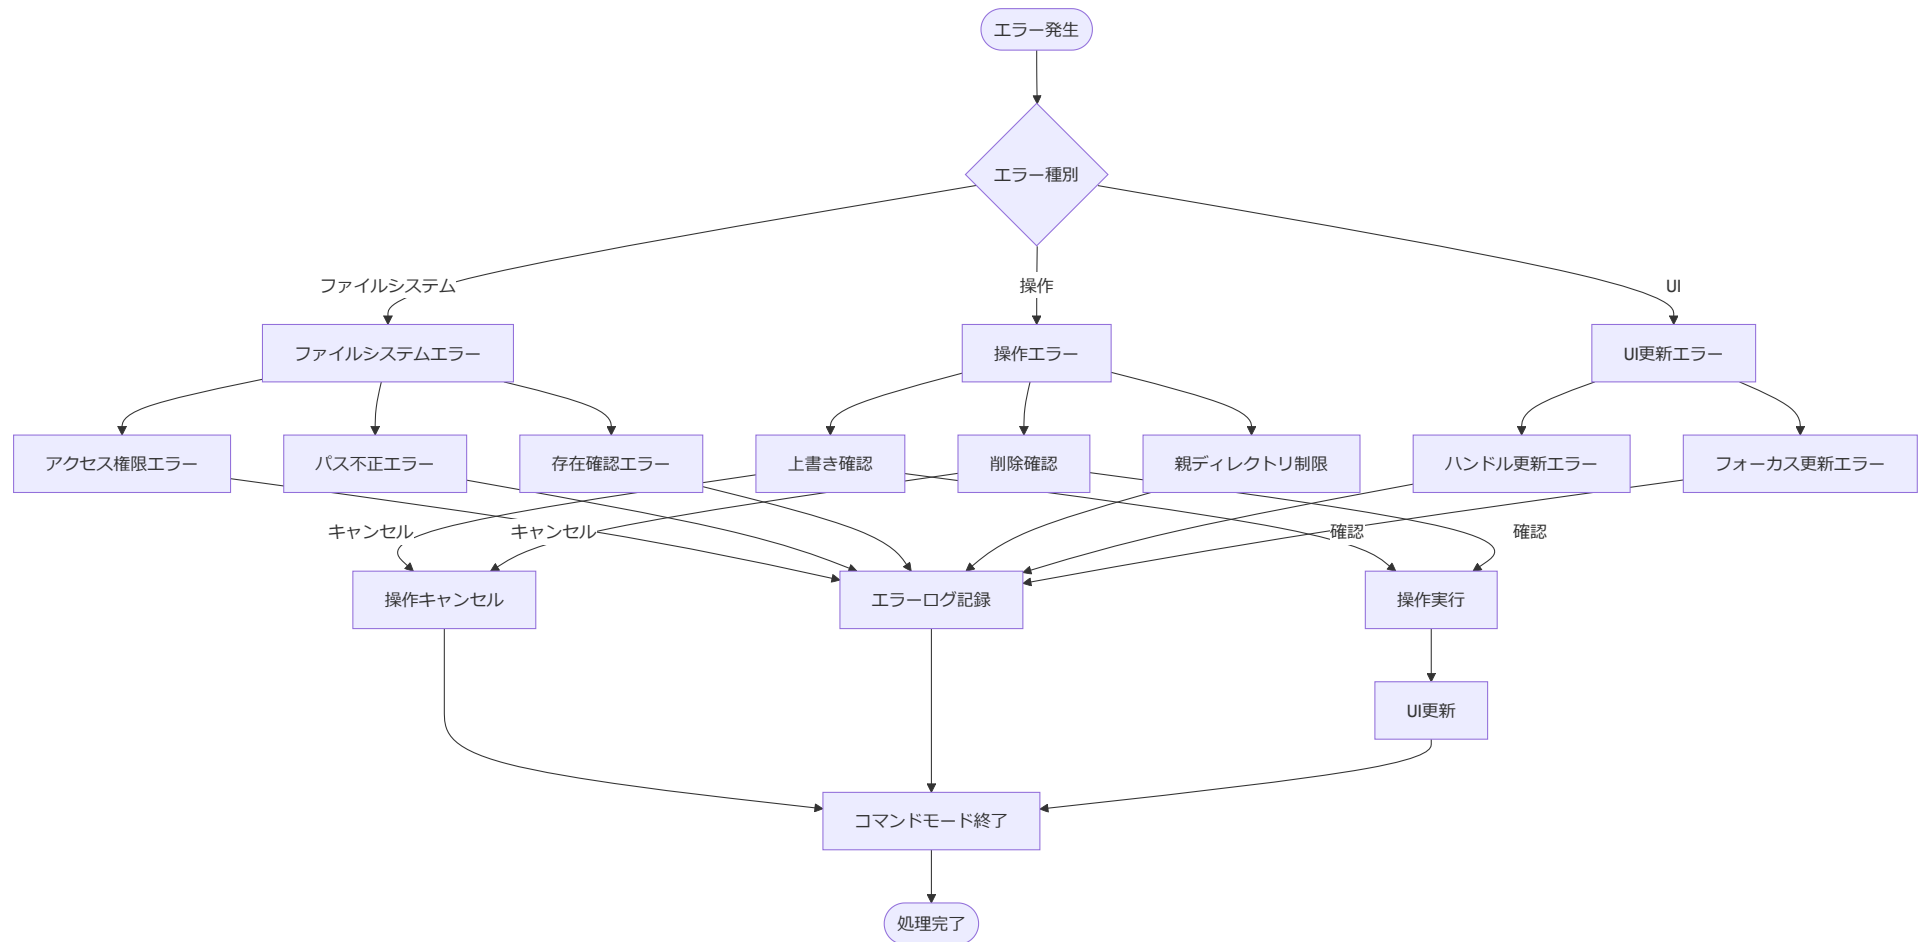 エラー発生
エラー種別
ファイルシステム
操作
UI
ファイルシステムエラー
操作エラー
UI更新エラー
アクセス権限エラー
パス不正エラー
存在確認エラー
上書き確認
削除確認
親ディレクトリ制限
ハンドル更新エラー
フォーカス更新エラー
キャンセル
キャンセル
確認
確認
操作キャンセル
エラーログ記録
操作実行
UI更新
コマンドモード終了
処理完了